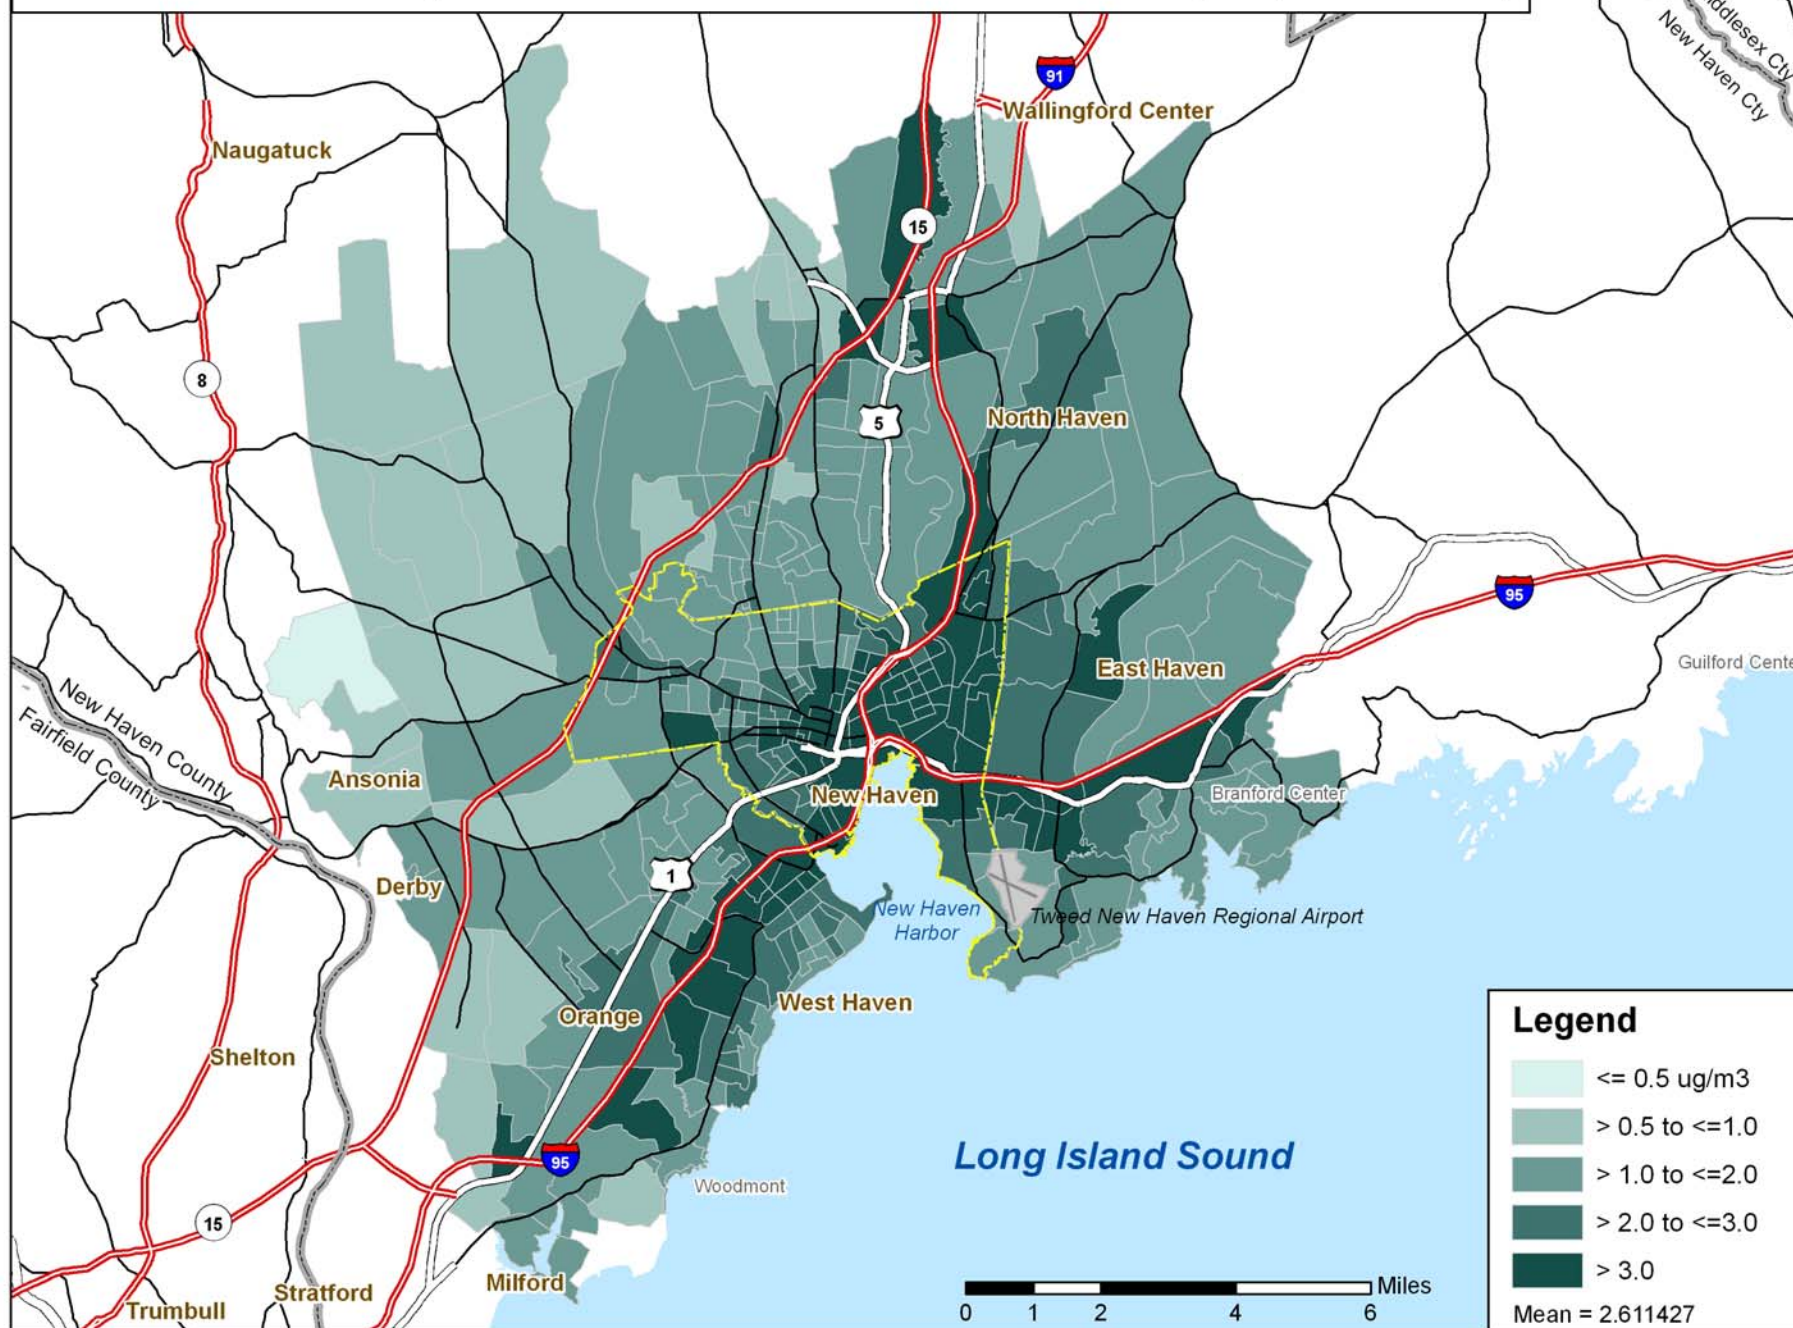 91
Wallingford Center
Middlesex Cty
New Haven Cty
Naugatuck
15
8
5
North Haven
95
East Haven
Guilford Cente
New Haven County
Fairfield County
Ansonia
New Haven
Branford Center
1
Derby
New Haven
Harbor
Tweed New Haven Regional Airport
West Haven
Orange
Shelton
95
Long Island Sound
Woodmont
15
Milford
Stratford
Trumbull
Miles
0 1 2 4 6
Legend
<= 0.5 ug/m3
> 0.5 to <=1.0
> 1.0 to <=2.0
> 2.0 to <=3.0
> 3.0
Mean = 2.611427